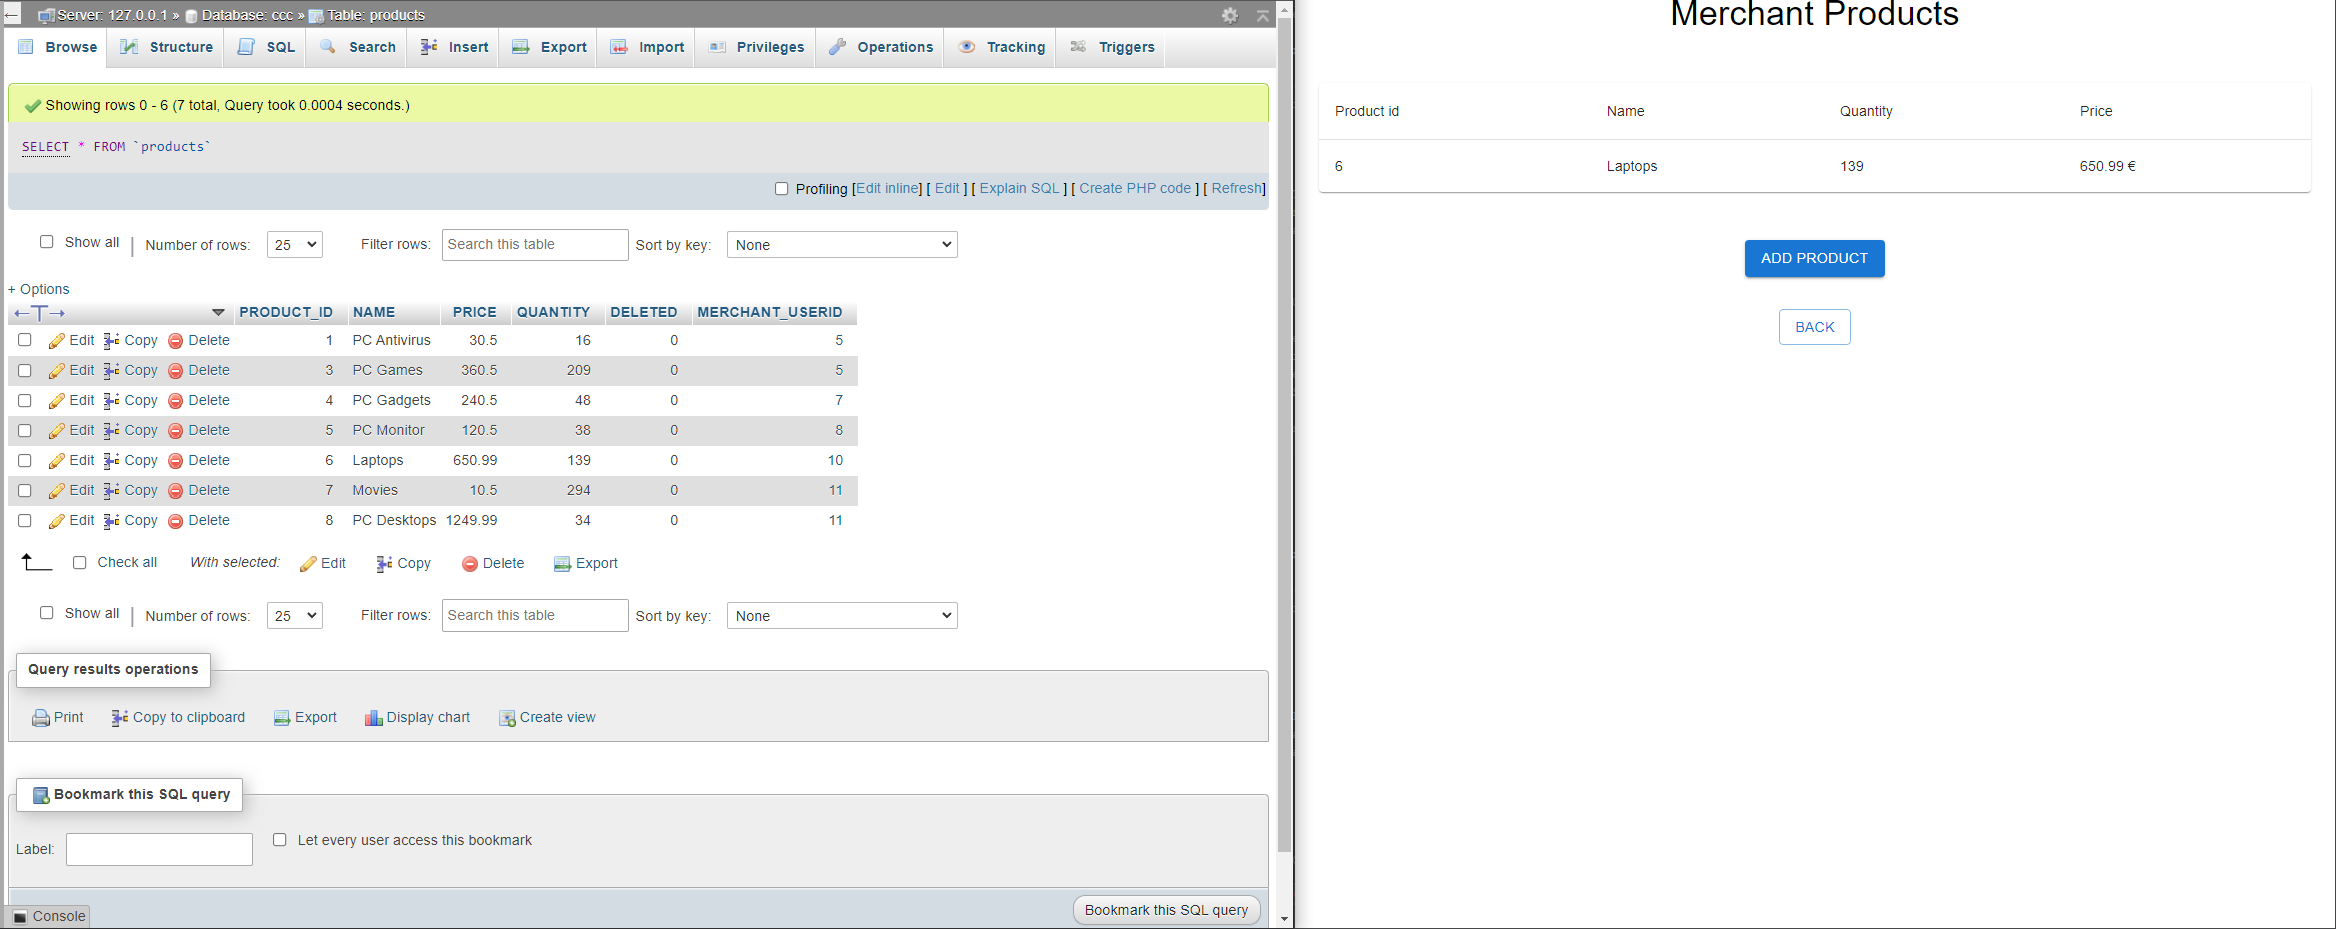 Server: 127.0.0.1 » Database: ccc » Table: products
Browse Structure SQL Search Insert Export Import Privileges Operations Tracking Triggers
Showing rows 0 - 6 (7 total, Query took 0.0004 seconds.)
SELECT * FROM `products`
Profiling [Edit inline] [ Edit ] [ Explain SQL ] [ Create PHP code ] [ Refresh]
Show all | Number of rows: 25 Filter rows: Search this table Sort by key: None
+ Options
PRODUCT_ID NAME PRICE QUANTITY DELETED MERCHANT_USERID
Edit Copy Delete 1 PC Antivirus 30.5 16 0 5
Edit Copy Delete 3 PC Games 360.5 209 0 5
Edit Copy Delete 4 PC Gadgets 240.5 48 0 7
Edit Copy Delete 5 PC Monitor 120.5 38 0 8
Edit Copy Delete 6 Laptops 650.99 139 0 10
Edit Copy Delete 7 Movies 10.5 294 0 11
Edit Copy Delete 8 PC Desktops 1249.99 34 0 11
Check all With selected: Edit Copy Delete Export
Show all | Number of rows: 25 Filter rows: Search this table Sort by key: None
Query results operations
Print Copy to clipboard Export Display chart Create view
Bookmark this SQL query
Label: Let every user access this bookmark
Console Bookmark this SQL query
Merchant Products
Product id Name Quantity Price
6 Laptops 139 650.99 €
ADD PRODUCT
BACK